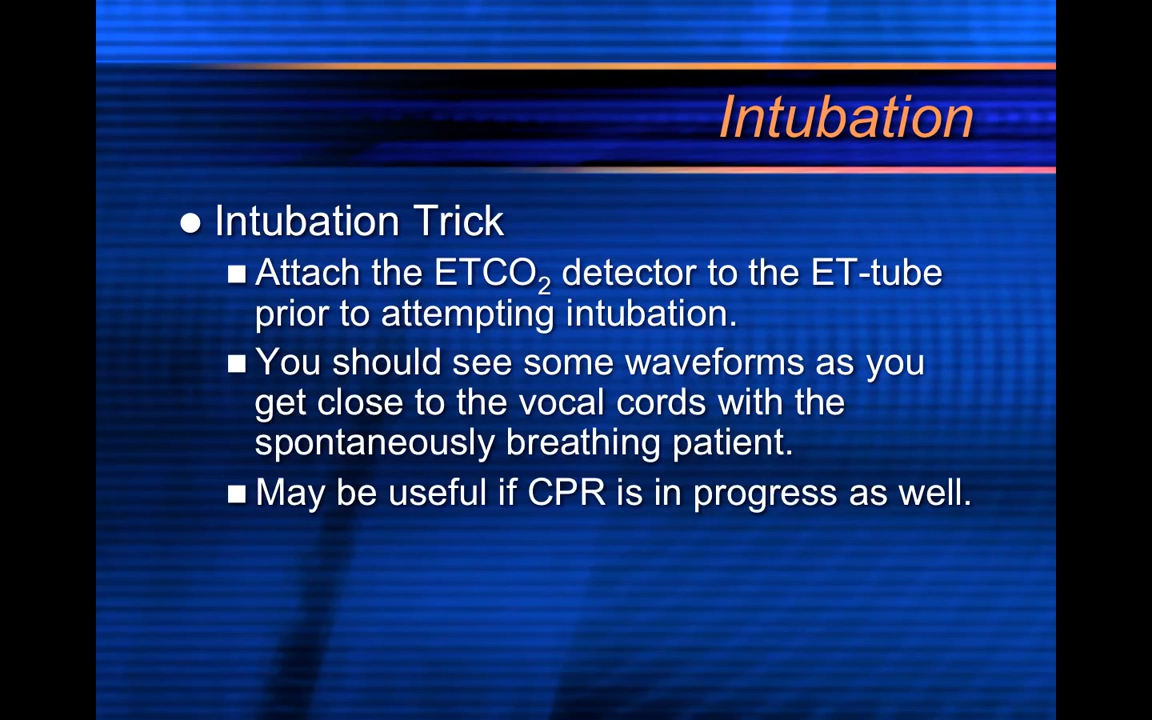 Intubation
● Intubation Trick
■ Attach the ETCO₂ detector to the ET-tube
prior to attempting intubation.
■ You should see some waveforms as you
get close to the vocal cords with the
spontaneously breathing patient.
■ May be useful if CPR is in progress as well.